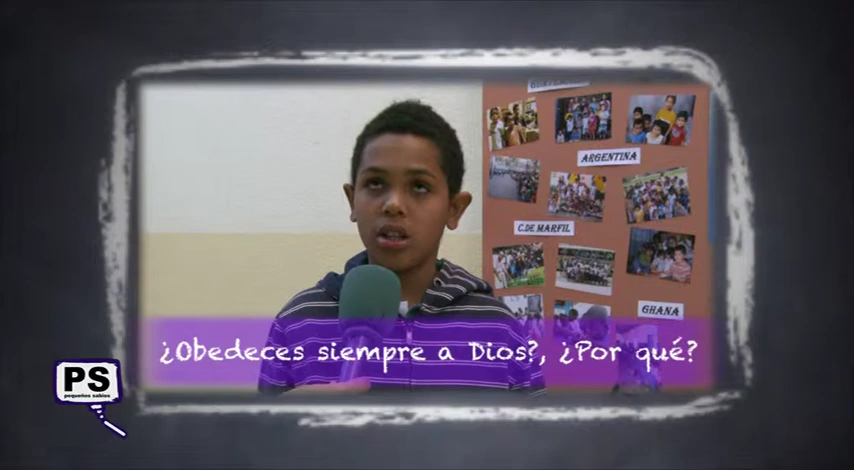 ARGENTINA
C.DE MARFIL
GHANA
¿Obedeces siempre a Dios?, ¿Por qué?
PS
pequeños sabios